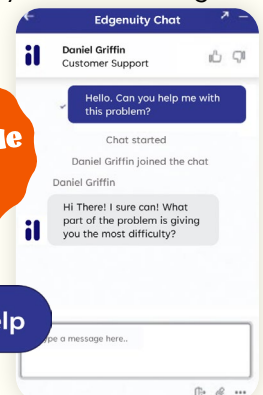 Edgenuity Chat
il
Daniel Griffin
Customer Support
Hello. Can you help me with
this problem?
Chat started
Daniel Griffin joined the chat
Daniel Griffin
Hi There! I sure can! What
part of the problem is giving
you the most difficulty?
il
pe a message here..